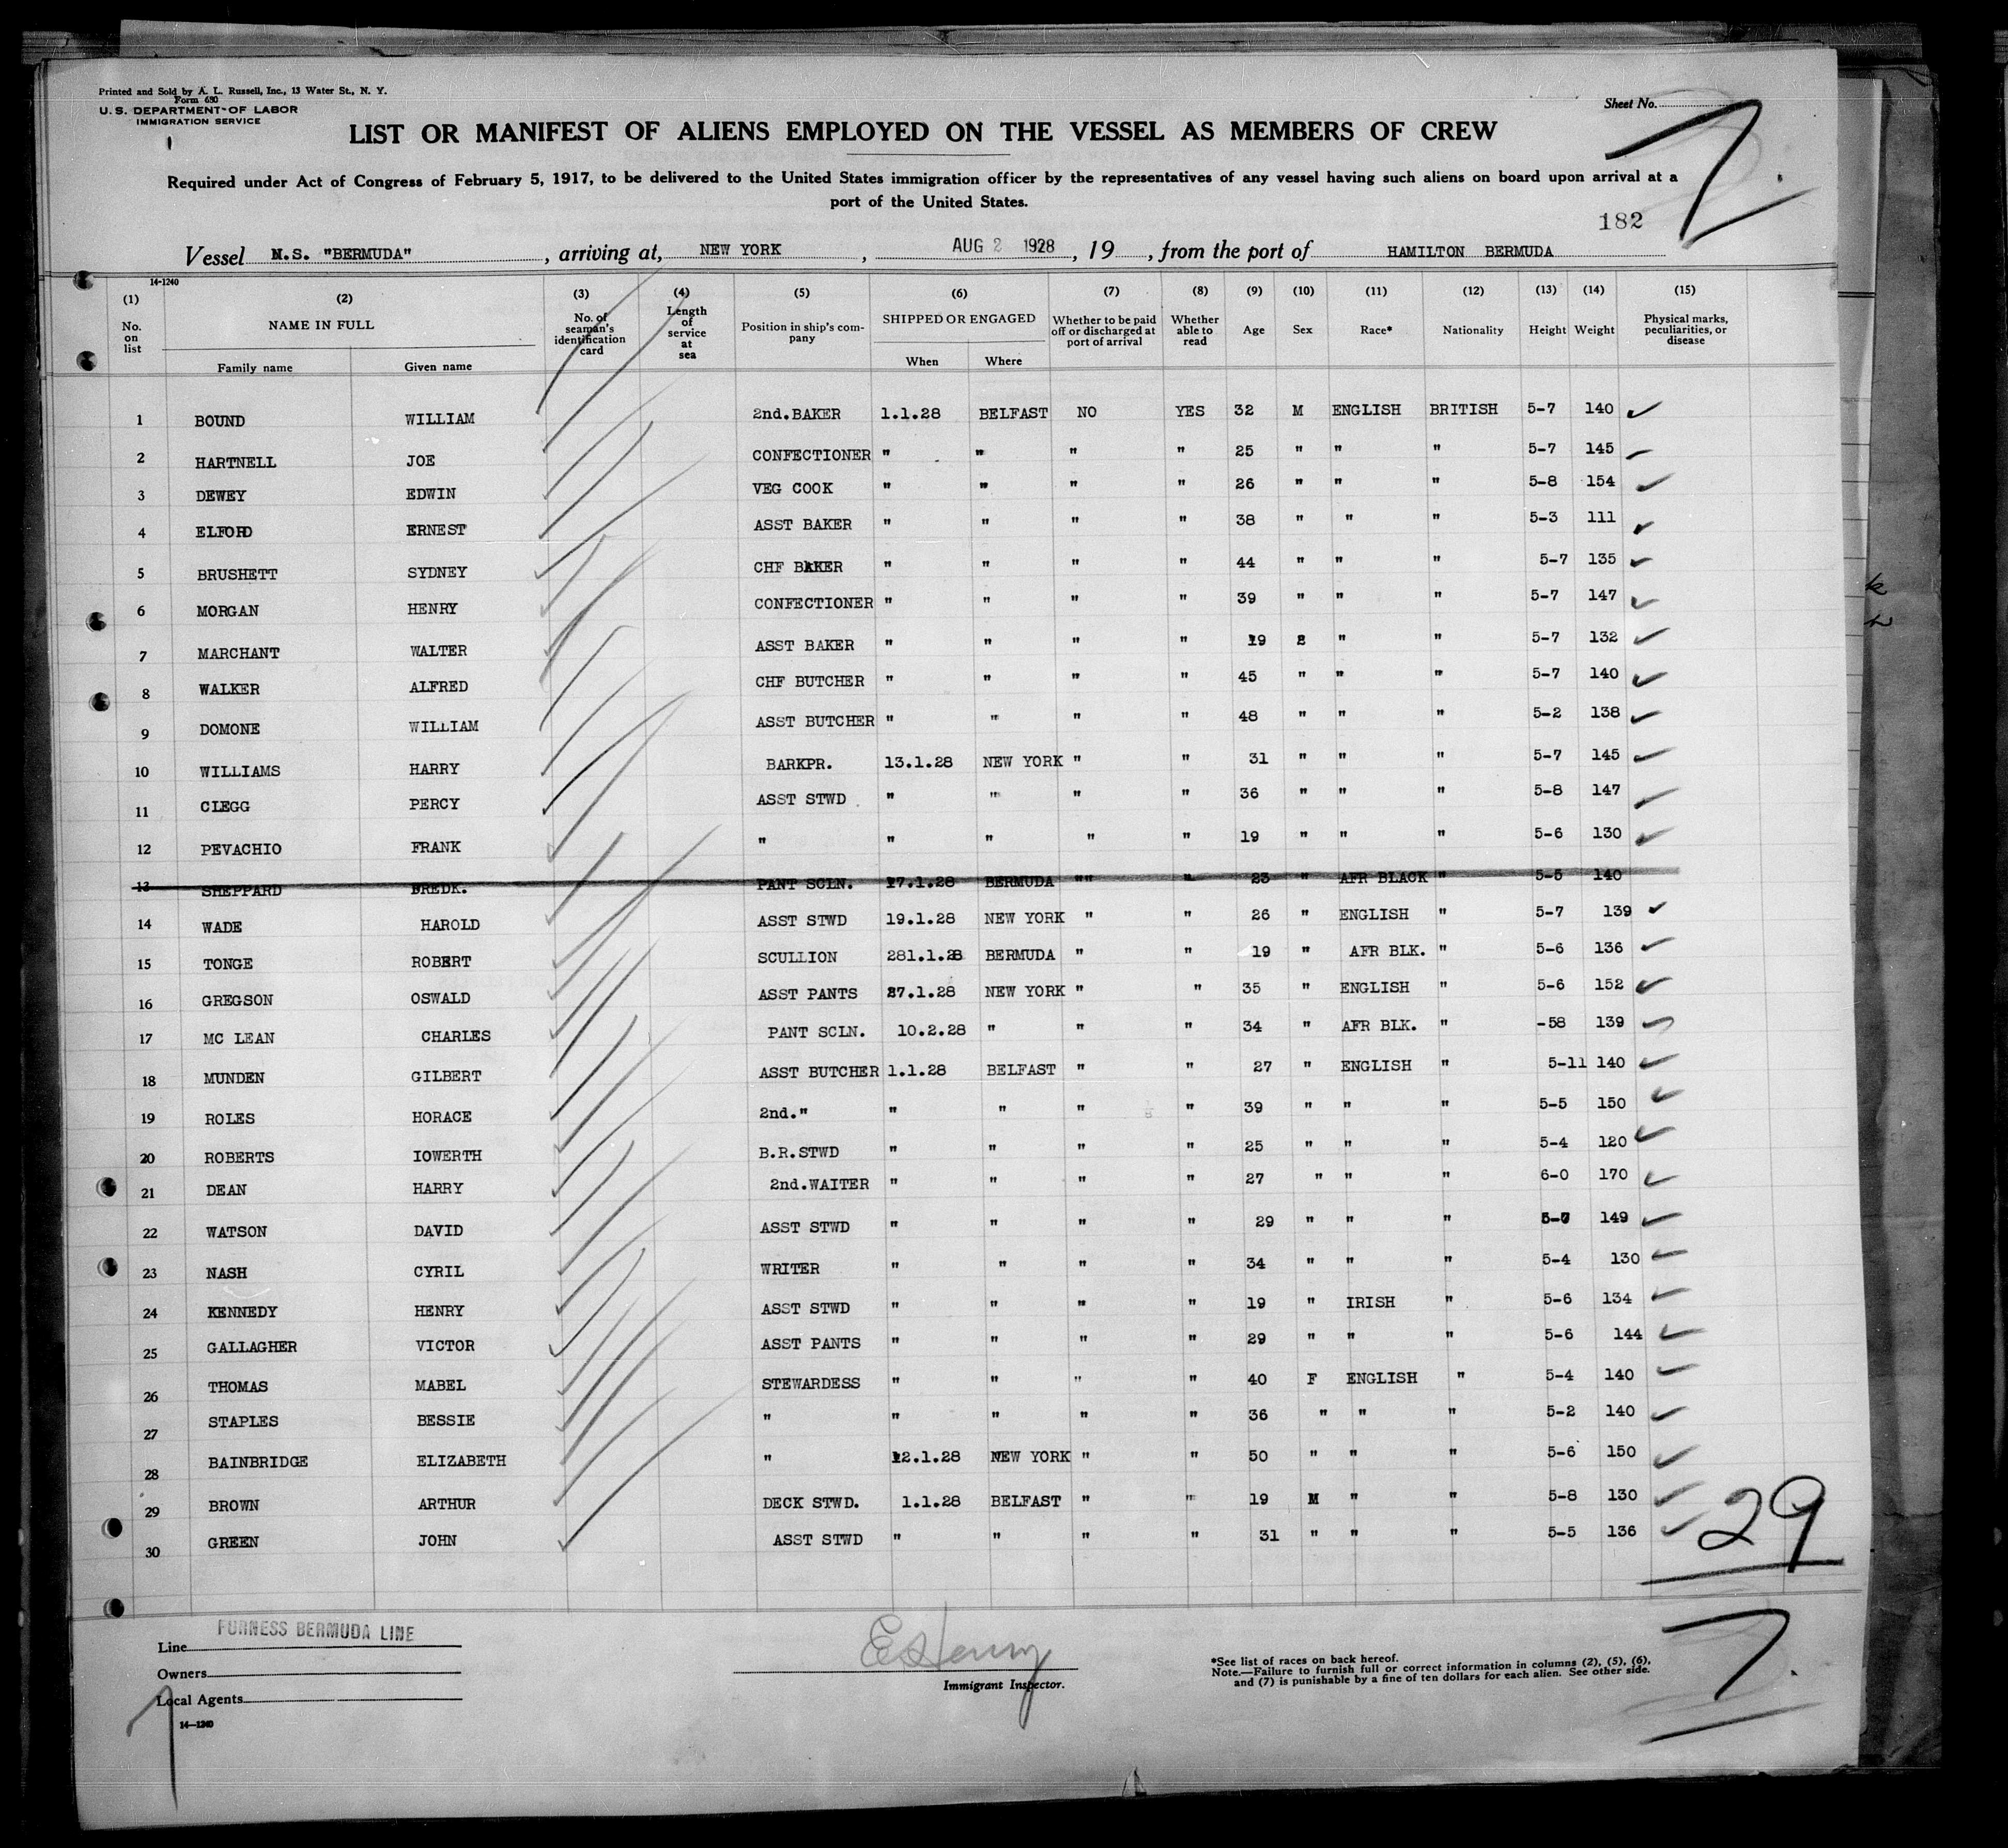 Printed and Sold by A. L. Russell, Inc., 13 Water St., N. Y.
Form 680
U. S. DEPARTMENT OF LABOR
IMMIGRATION SERVICE
Sheet No.
7.
LIST OR MANIFEST OF ALIENS EMPLOYED ON THE VESSEL AS MEMBERS OF CREW
Required under Act of Congress of February 5, 1917, to be delivered to the United States immigration officer by the representatives of any vessel having such aliens on board upon arrival at a
port of the United States.
182
Vessel M.S. "BERMUDA" , arriving at, NEW YORK , AUG 2 1928 , 19 , from the port of HAMILTON BERMUDA
14-1240
(1) (2) (3) (4) (5) (6) (7) (8) (9) (10) (11) (12) (13) (14) (15)
No. on list NAME IN FULL No. of seaman's identification card Length of service at sea Position in ship's company SHIPPED OR ENGAGED Whether to be paid off or discharged at port of arrival Whether able to read Age Sex Race* Nationality Height Weight Physical marks, peculiarities, or disease
Family name Given name When Where
1 BOUND WILLIAM 2nd.BAKER 1.1.28 BELFAST NO YES 32 M ENGLISH BRITISH 5-7 140
2 HARTNELL JOE CONFECTIONER " " " " 25 " " " 5-7 145
3 DEWEY EDWIN VEG COOK " " " " 26 " " " 5-8 154
4 ELFORD ERNEST ASST BAKER " " " " 38 " " " 5-3 111
5 BRUSHETT SYDNEY CHF BAKER " " " " 44 " " " 5-7 135
6 MORGAN HENRY CONFECTIONER " " " " 39 " " " 5-7 147
7 MARCHANT WALTER ASST BAKER " " " " 19 " " 5-7 132
8 WALKER ALFRED CHF BUTCHER " " " " 45 " " " 5-7 140
9 DOMONE WILLIAM ASST BUTCHER " " " " 48 " " " 5-2 138
10 WILLIAMS HARRY BARKPR. 13.1.28 NEW YORK " " 31 " " " 5-7 145
11 CLEGG PERCY ASST STWD " " " " 36 " " " 5-8 147
12 PEVACHIO FRANK " " " " " 19 " " " 5-6 130
13 SHEPPARD FREDK. PANT SCLN. 17.1.28 BERMUDA "" " 23 " AFR BLACK " 5-5 140
14 WADE HAROLD ASST STWD 19.1.28 NEW YORK " " 26 " ENGLISH " 5-7 139
15 TONGE ROBERT SCULLION 281.1.28 BERMUDA " " 19 " AFR BLK. " 5-6 136
16 GREGSON OSWALD ASST PANTS 27.1.28 NEW YORK " " 35 " ENGLISH " 5-6 152
17 MC LEAN CHARLES PANT SCLN. 10.2.28 " " " 34 " AFR BLK. " -58 139
18 MUNDEN GILBERT ASST BUTCHER 1.1.28 BELFAST " " 27 " ENGLISH " 5-11 140
19 ROLES HORACE 2nd." " " " " 39 " " " 5-5 150
20 ROBERTS IOWERTH B.R.STWD " " " " 25 " " " 5-4 120
21 DEAN HARRY 2nd.WAITER " " " " 27 " " " 6-0 170
22 WATSON DAVID ASST STWD " " " " 29 " " " 5-7 149
23 NASH CYRIL WRITER " " " " 34 " " " 5-4 130
24 KENNEDY HENRY ASST STWD " " " " 19 " IRISH " 5-6 134
25 GALLAGHER VICTOR ASST PANTS " " " " 29 " " " 5-6 144
26 THOMAS MABEL STEWARDESS " " " " 40 F ENGLISH " 5-4 140
27 STAPLES BESSIE " " " " " 36 " " " 5-2 140
28 BAINBRIDGE ELIZABETH " 12.1.28 NEW YORK " " 50 " " " 5-6 150
29 BROWN ARTHUR DECK STWD. 1.1.28 BELFAST " " 19 M " " 5-8 130
30 GREEN JOHN ASST STWD " " " " 31 " " " 5-5 136
29
Line FURNESS BERMUDA LINE
Owners
Local Agents
14—1240
Immigrant Inspector.
*See list of races on back hereof.
Note.—Failure to furnish full or correct information in columns (2), (5), (6),
and (7) is punishable by a fine of ten dollars for each alien. See other side.
7.